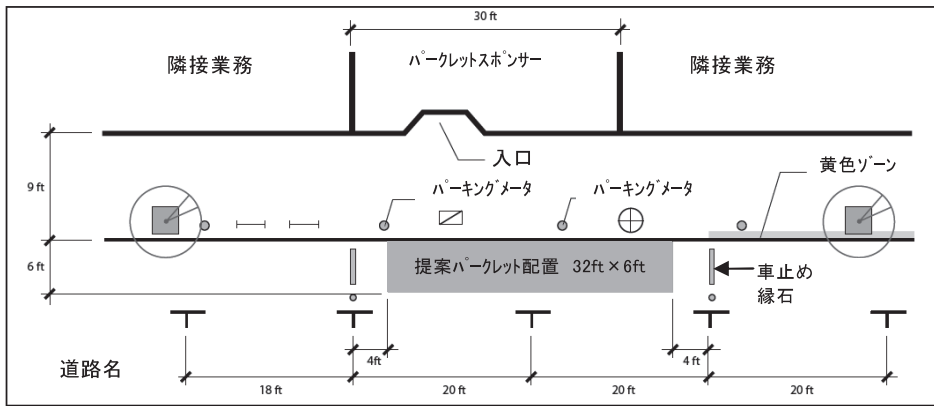 30 ft
隣接業務
パークレットスポンサー
隣接業務
入口
黄色ゾーン
9 ft
パーキングメータ
パーキングメータ
6 ft
提案パークレット配置 32ft×6ft
車止め
縁石
道路名
4ft
4 ft
18 ft
20 ft
20 ft
20 ft